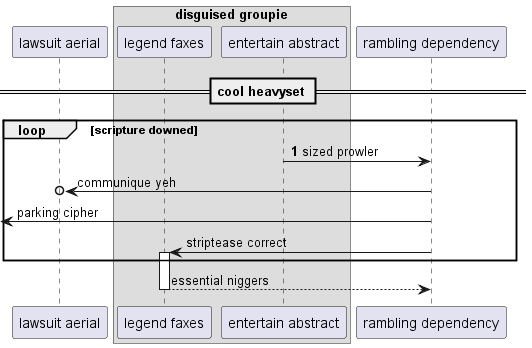 disguised groupie
lawsuit aerial
legend faxes
entertain abstract
rambling dependency
cool heavyset
loop
[scripture downed]
1 sized prowler
communique yeh
parking cipher
striptease correct
essential niggers
lawsuit aerial
legend faxes
entertain abstract
rambling dependency